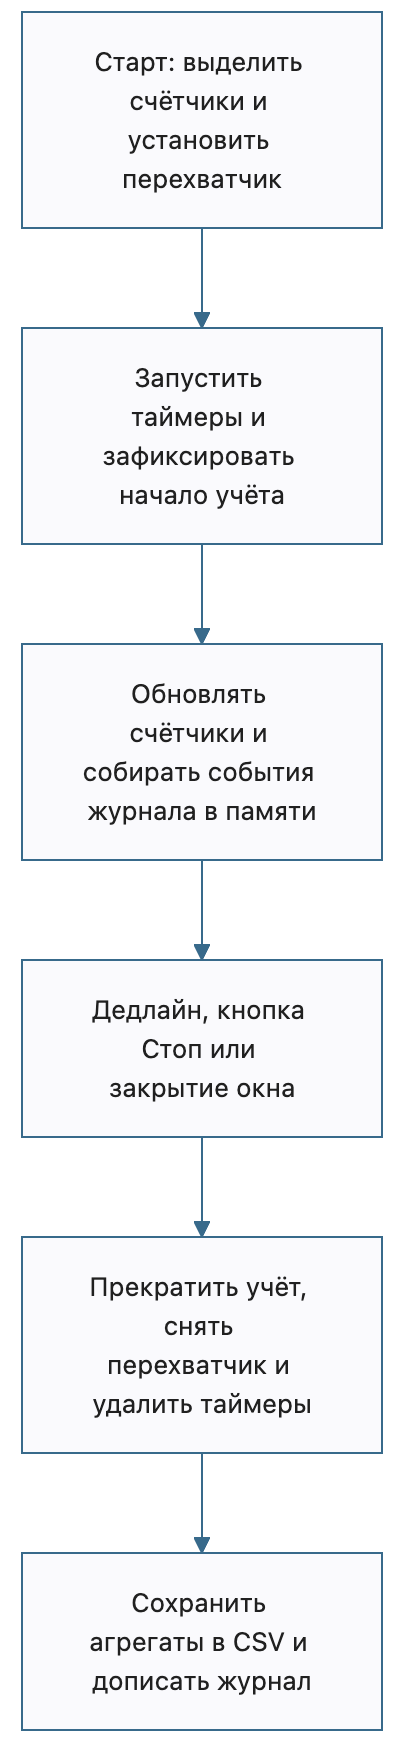 Старт: выделить
счётчики и
установить
перехватчик
Запустить
таймеры и
зафиксировать
начало учёта
Обновлять
счётчики и
собирать события
журнала в памяти
Дедлайн, кнопка
Стоп или
закрытие окна
Прекратить учёт,
снять
перехватчик и
удалить таймеры
Сохранить
агрегаты в CSV и
дописать журнал